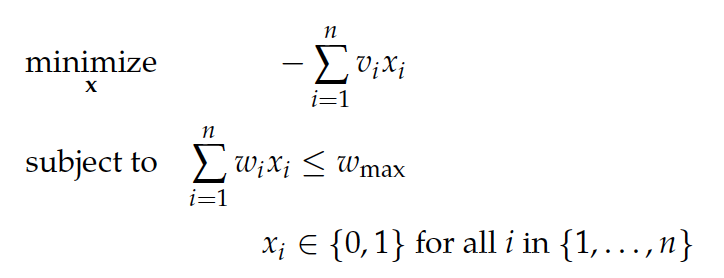 minimize
x
− ∑_{i=1}^{n} v_i x_i
subject to ∑_{i=1}^{n} w_i x_i ≤ w_max
x_i ∈ {0, 1} for all i in {1, . . . , n}